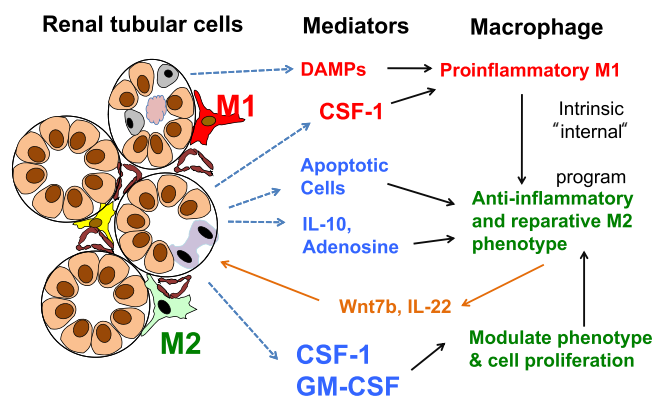 Renal tubular cells
Mediators
Macrophage
DAMPs
Proinflammatory M1
M1
CSF-1
Intrinsic
“internal“
program
Apoptotic
Cells
Anti-inflammatory
and reparative M2
phenotype
IL-10,
Adenosine
Wnt7b, IL-22
M2
CSF-1
GM-CSF
Modulate phenotype
& cell proliferation